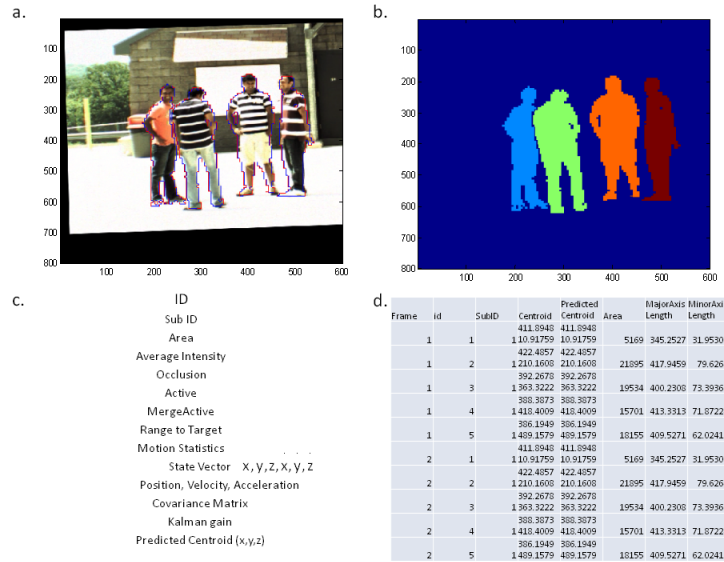 a.
100
200
300
400
500
600
700
800
100 200 300 400 500 600
b.
100
200
300
400
500
600
700
800
100 200 300 400 500 600
c.
ID
Sub ID
Area
Average Intensity
Occlusion
Active
MergeActive
Range to Target
Motion Statistics
State Vector x,y,z,x,y,z
Position, Velocity, Acceleration
Covariance Matrix
Kalman gain
Predicted Centroid (x,y,z)
d.
Predicted MajorAxis MinorAxi
Frame id SubID Centroid Centroid Area Length Length
411.8948 411.8948
1 1 1 10.91759 10.91759 5169 345.2527 31.9530
422.4857 422.4857
1 2 1 210.1608 210.1608 21895 417.9459 79.626
392.2678 392.2678
1 3 1 363.3222 363.3222 19534 400.2308 73.3936
388.3873 388.3873
1 4 1 418.4009 418.4009 15701 413.3313 71.8722
386.1949 386.1949
1 5 1 489.1579 489.1579 18155 409.5271 62.0241
411.8948 411.8948
2 1 1 10.91759 10.91759 5169 345.2527 31.9530
422.4857 422.4857
2 2 1 210.1608 210.1608 21895 417.9459 79.626
392.2678 392.2678
2 3 1 363.3222 363.3222 19534 400.2308 73.3936
388.3873 388.3873
2 4 1 418.4009 418.4009 15701 413.3313 71.8722
386.1949 386.1949
2 5 1 489.1579 489.1579 18155 409.5271 62.0241